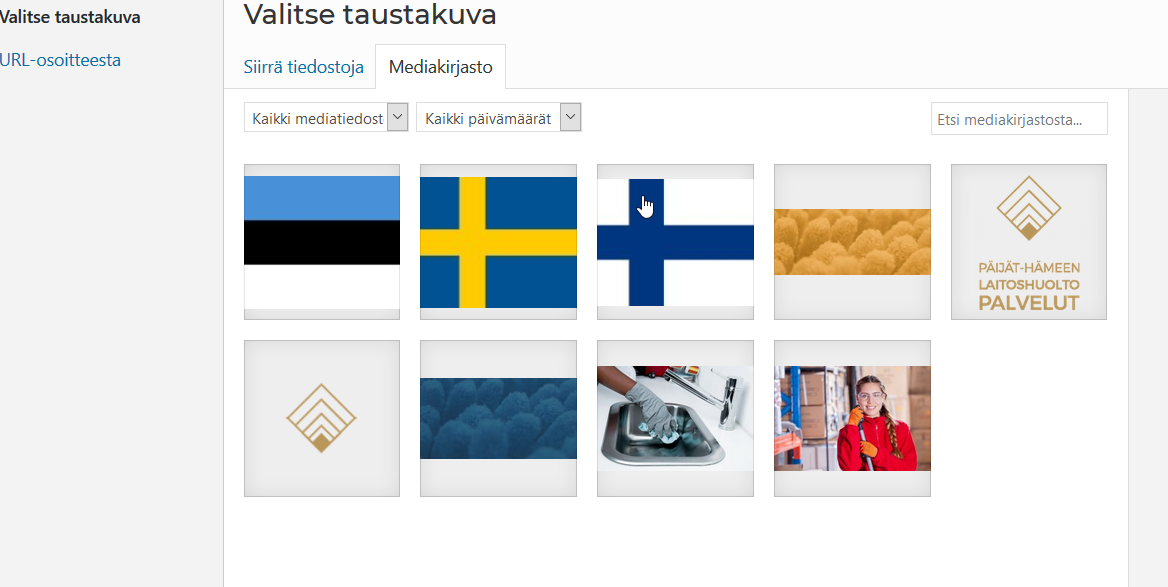 Valitse taustakuva
URL-osoitteesta
Valitse taustakuva
Siirrä tiedostoja
Mediakirjasto
Kaikki mediatiedost
Kaikki päivämäärät
Etsi mediakirjastosta...
PÄIJÄT-HÄMEEN
LAITOSHUOLTO
PALVELUT